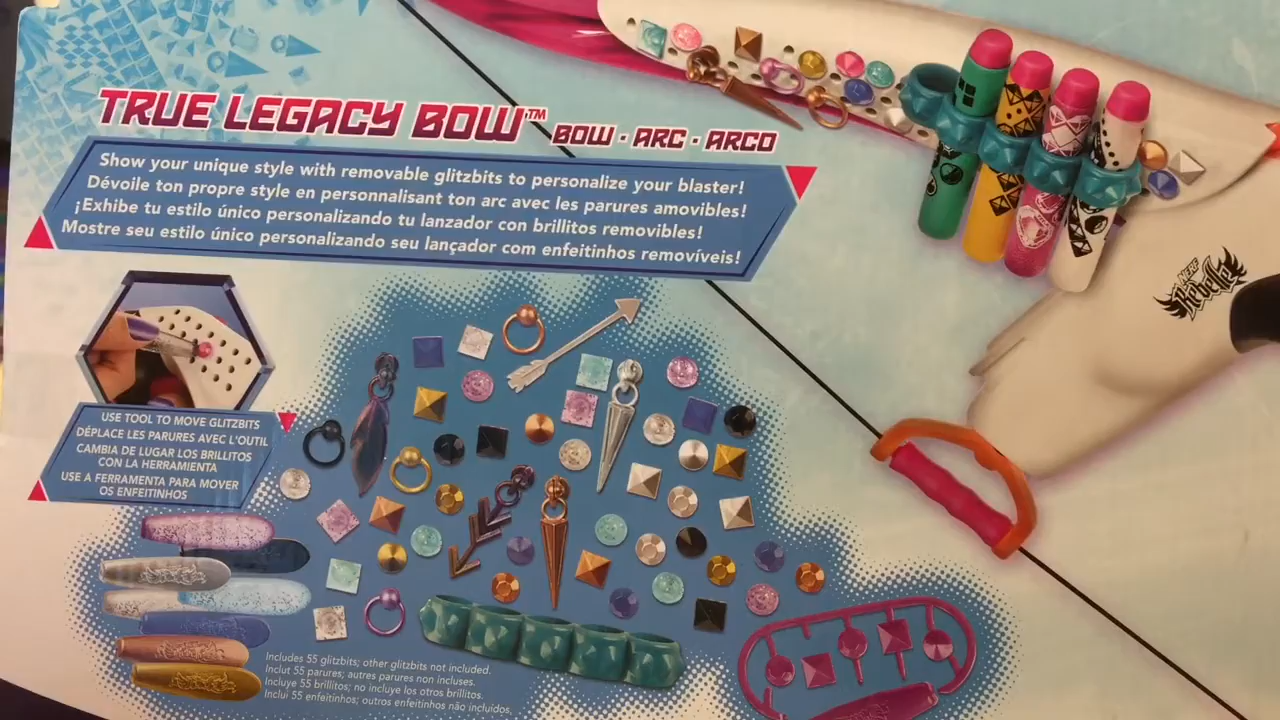 TRUE LEGACY BOW™ BOW · ARC · ARCO
Show your unique style with removable glitzbits to personalize your blaster!
Dévoile ton propre style en personnalisant ton arc avec les parures amovibles!
¡Exhibe tu estilo único personalizando tu lanzador con brillitos removibles!
Mostre seu estilo único personalizando seu lançador com enfeitinhos removíveis!
NERF
Rebelle
USE TOOL TO MOVE GLITZBITS
DÉPLACE LES PARURES AVEC L'OUTIL
CAMBIA DE LUGAR LOS BRILLITOS
CON LA HERRAMIENTA
USE A FERRAMENTA PARA MOVER
OS ENFEITINHOS
Includes 55 glitzbits; other glitzbits not included.
Inclut 55 parures; autres parures non incluses.
Incluye 55 brillitos; no incluye los otros brillitos.
Inclui 55 enfeitinhos; outros enfeitinhos não incluídos.